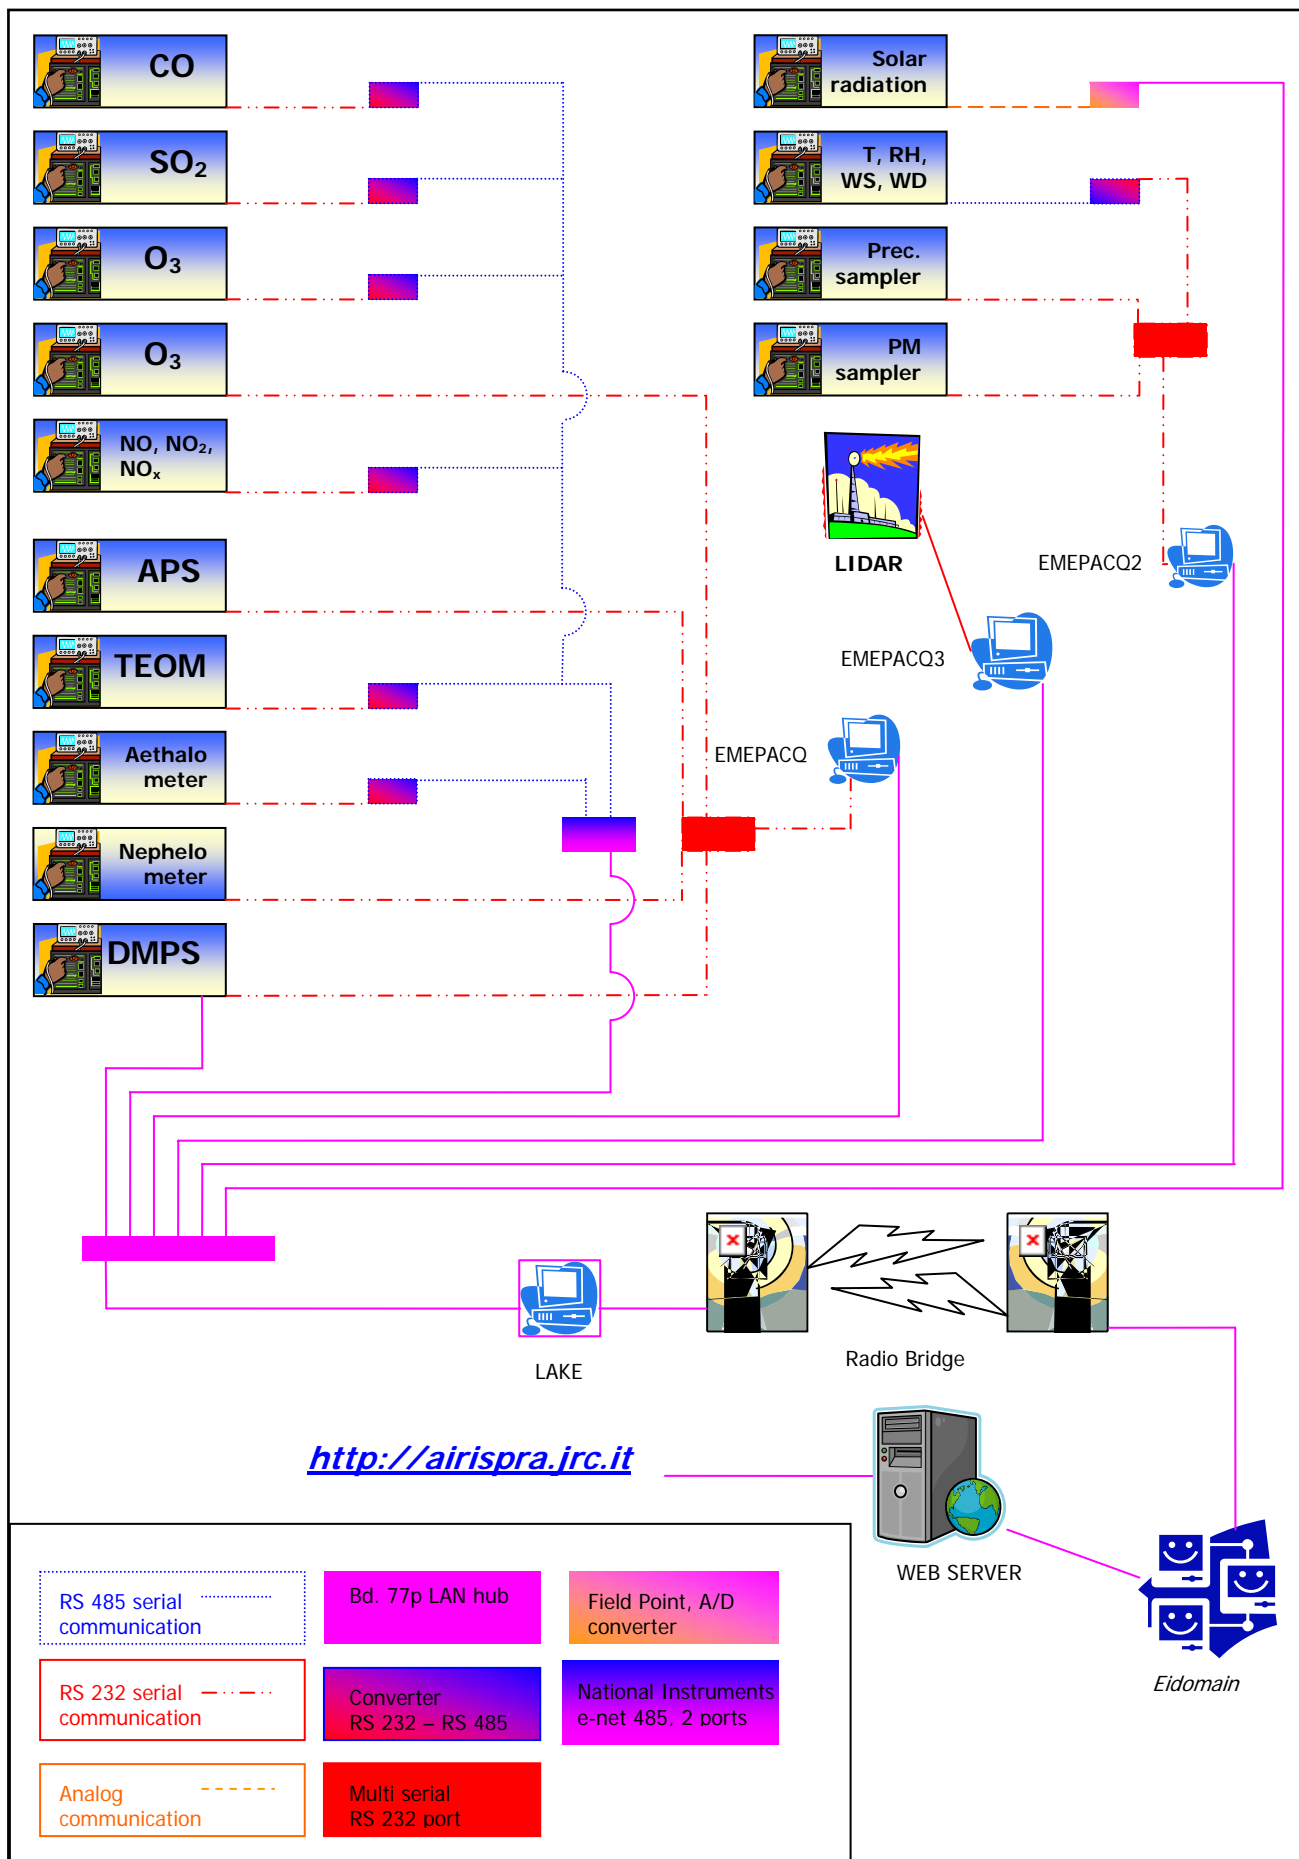 CO
SO2
O3
O3
NO, NO2,
NOx
APS
TEOM
Aethalo
meter
Nephelo
meter
DMPS
Solar
radiation
T, RH,
WS, WD
Prec.
sampler
PM
sampler
LIDAR
EMEPACQ2
EMEPACQ3
EMEPACQ
LAKE
Radio Bridge
http://airispra.jrc.it
WEB SERVER
Eidomain
RS 485 serial
communication
Bd. 77p LAN hub
Field Point, A/D
converter
RS 232 serial
communication
Converter
RS 232 – RS 485
National Instruments
e-net 485, 2 ports
Analog
communication
Multi serial
RS 232 port